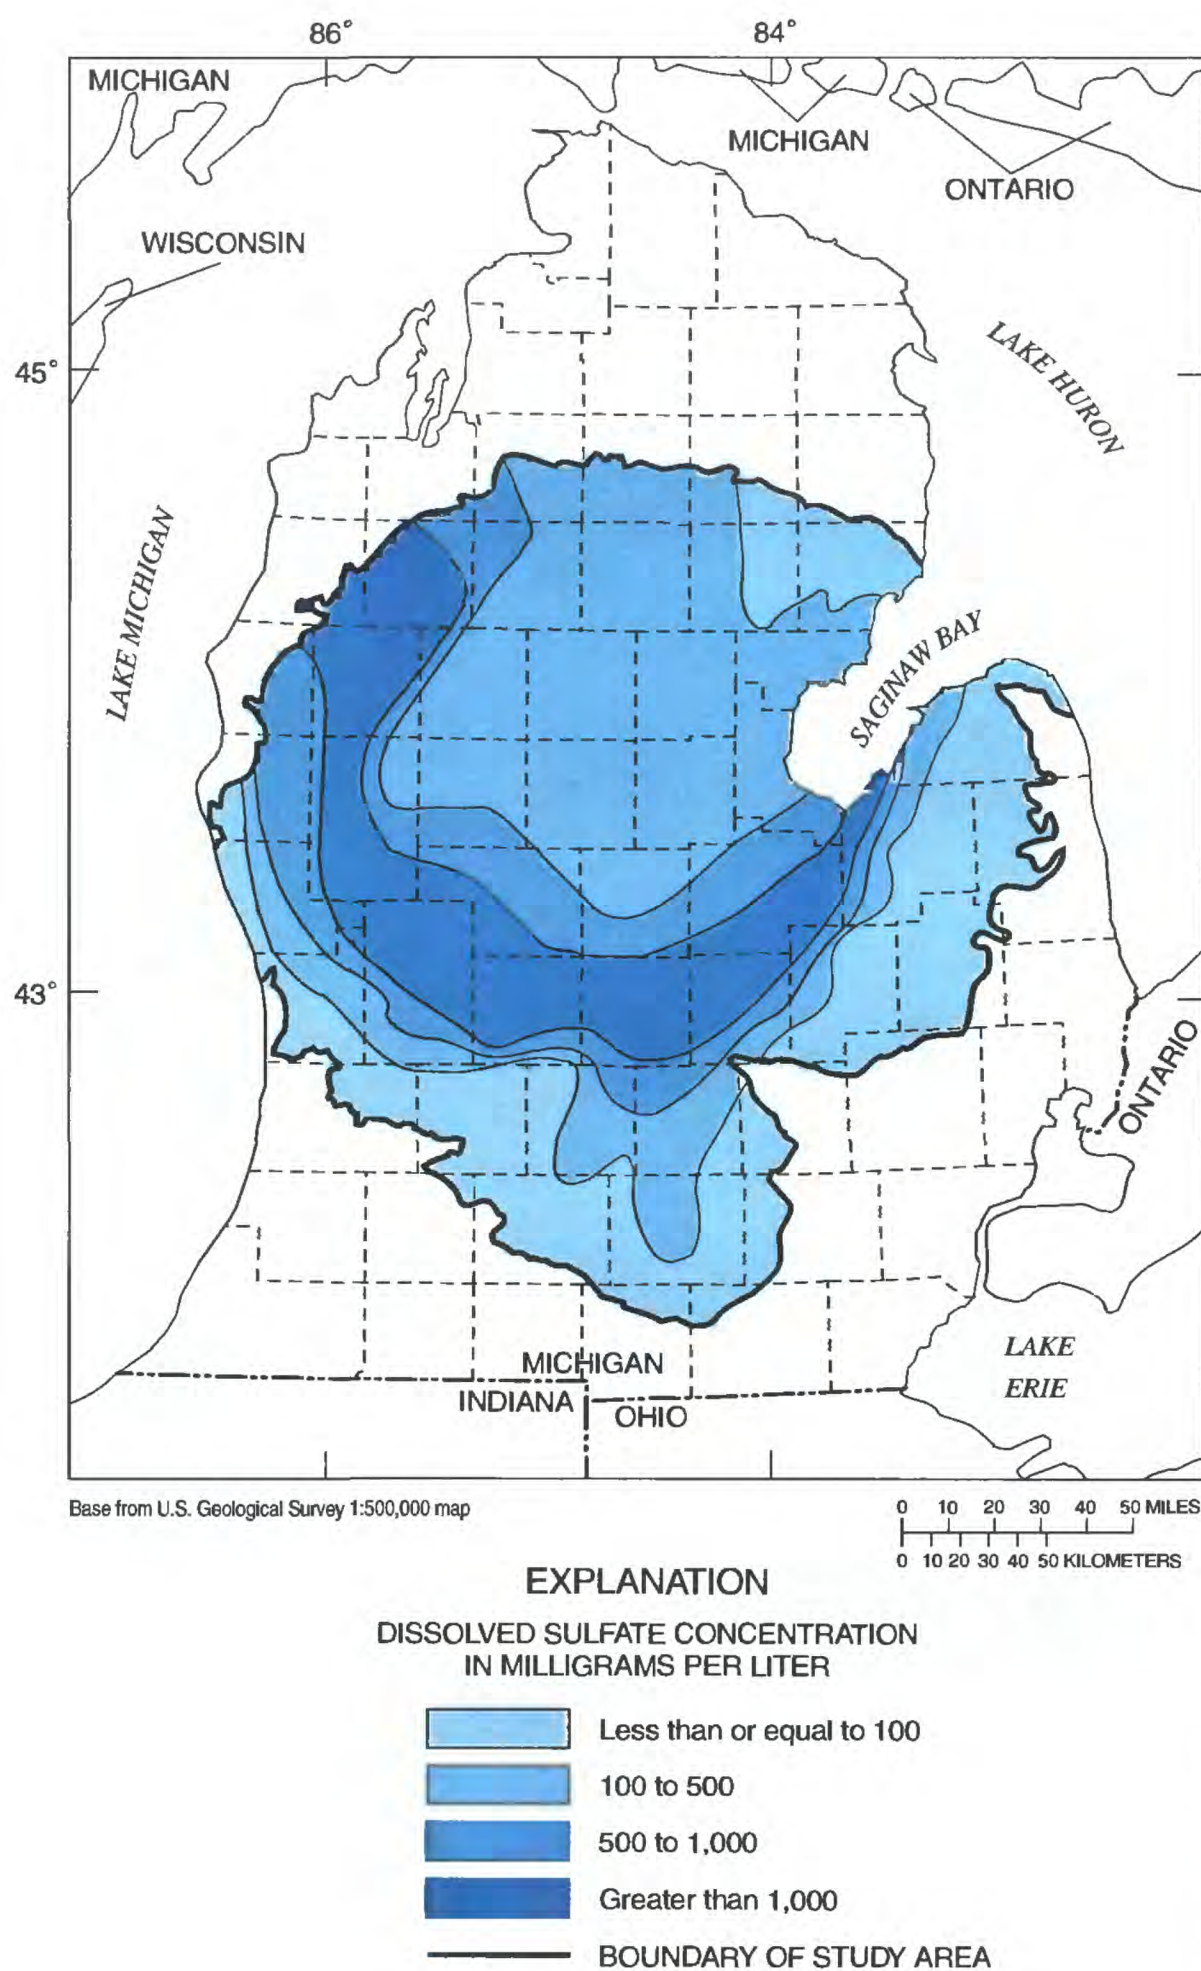 86° 84°
MICHIGAN
MICHIGAN
ONTARIO
WISCONSIN
LAKE HURON
45°
LAKE MICHIGAN
SAGINAW BAY
43°
ONTARIO
LAKE
ERIE
MICHIGAN
INDIANA
OHIO
Base from U.S. Geological Survey 1:500,000 map
0 10 20 30 40 50 MILES
0 10 20 30 40 50 KILOMETERS
EXPLANATION
DISSOLVED SULFATE CONCENTRATION
IN MILLIGRAMS PER LITER
Less than or equal to 100
100 to 500
500 to 1,000
Greater than 1,000
BOUNDARY OF STUDY AREA